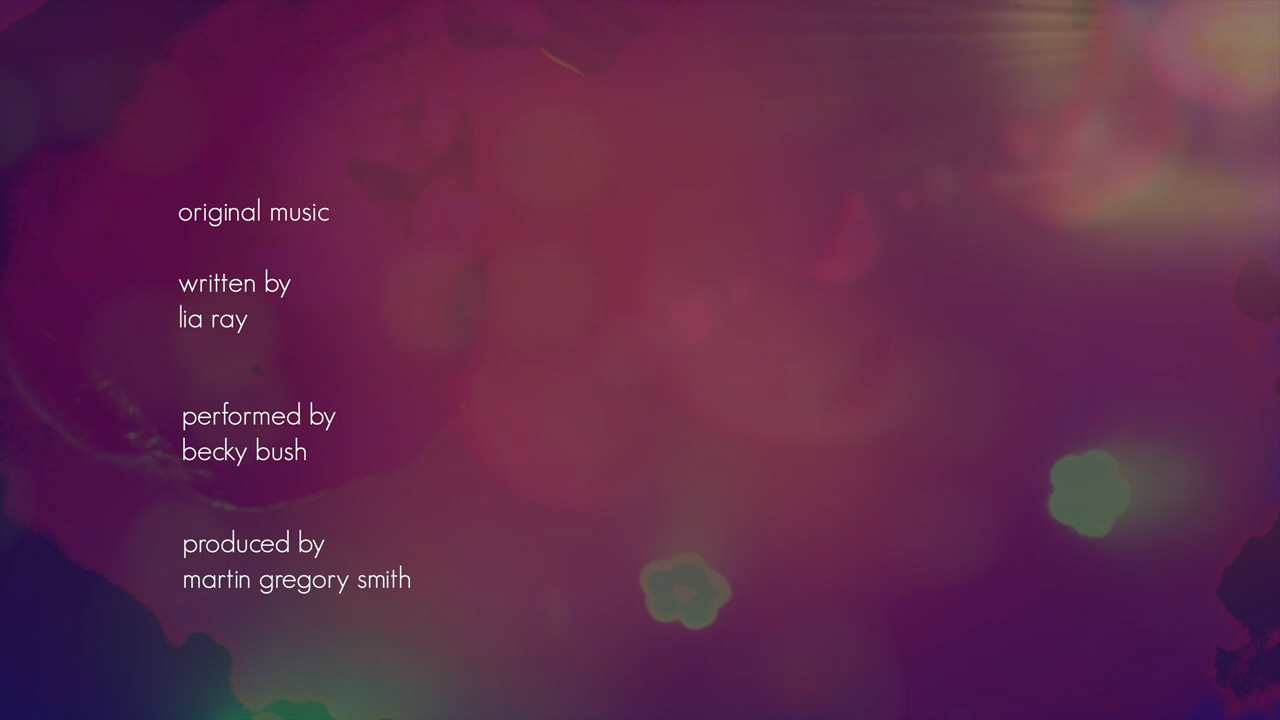 original music
written by
lia ray
performed by
becky bush
produced by
martin gregory smith